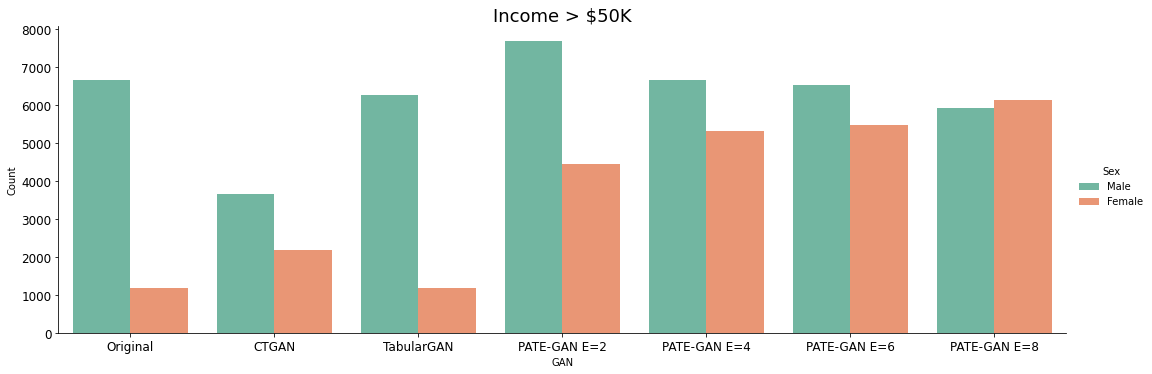 Income > $50K
8000
7000
6000
5000
4000
3000
2000
1000
0
Count
Original
CTGAN
TabularGAN
PATE-GAN E=2
PATE-GAN E=4
PATE-GAN E=6
PATE-GAN E=8
GAN
Sex
Male
Female